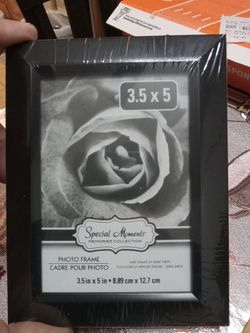 3.5 x 5
Special Moments
MEMORIES COLLECTION
PHOTO FRAME
CADRE POUR PHOTO
3.5 in x 5 in • 8.89 cm x 12.7 cm